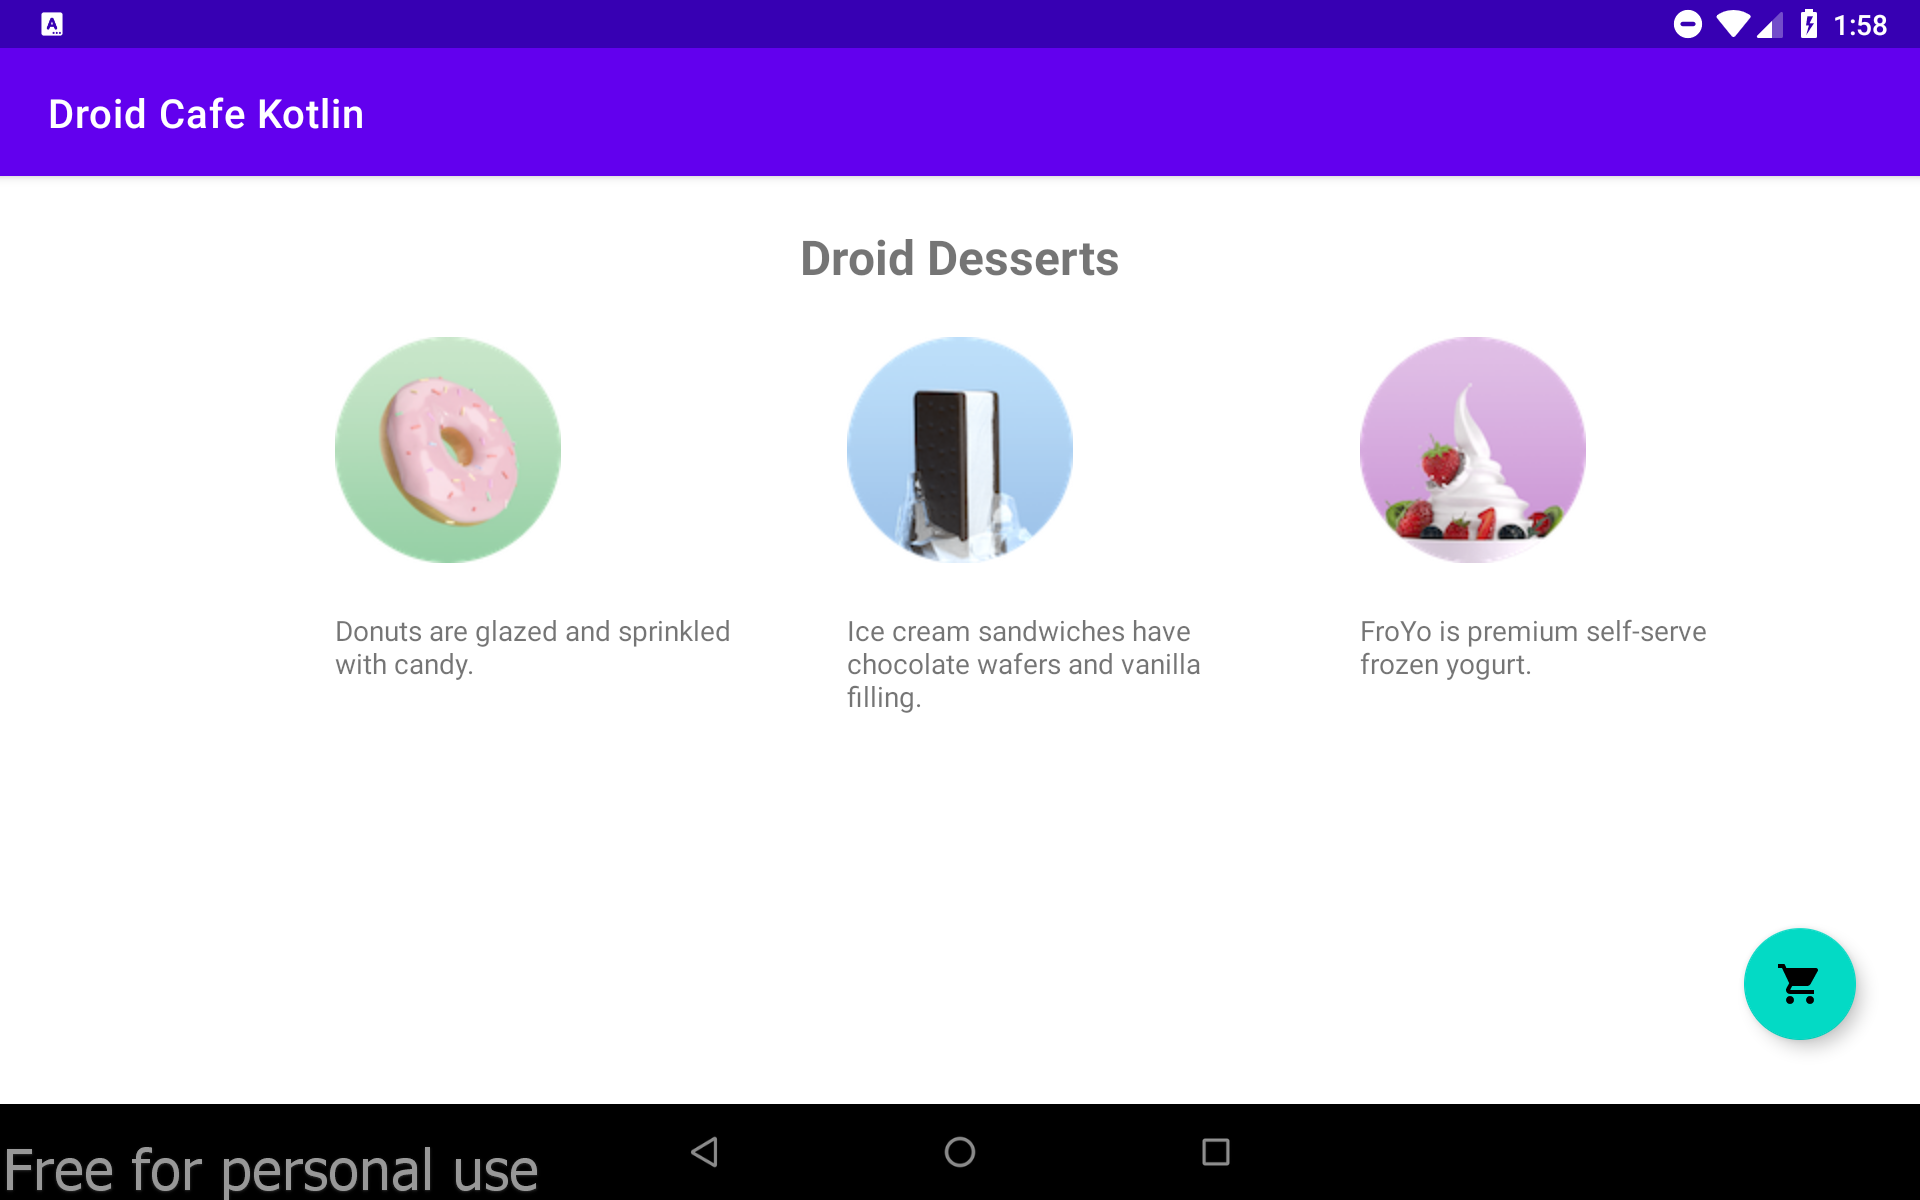 A
1:58
Droid Cafe Kotlin
Droid Desserts
Donuts are glazed and sprinkled
with candy.
Ice cream sandwiches have
chocolate wafers and vanilla
filling.
FroYo is premium self-serve
frozen yogurt.
Free for personal use